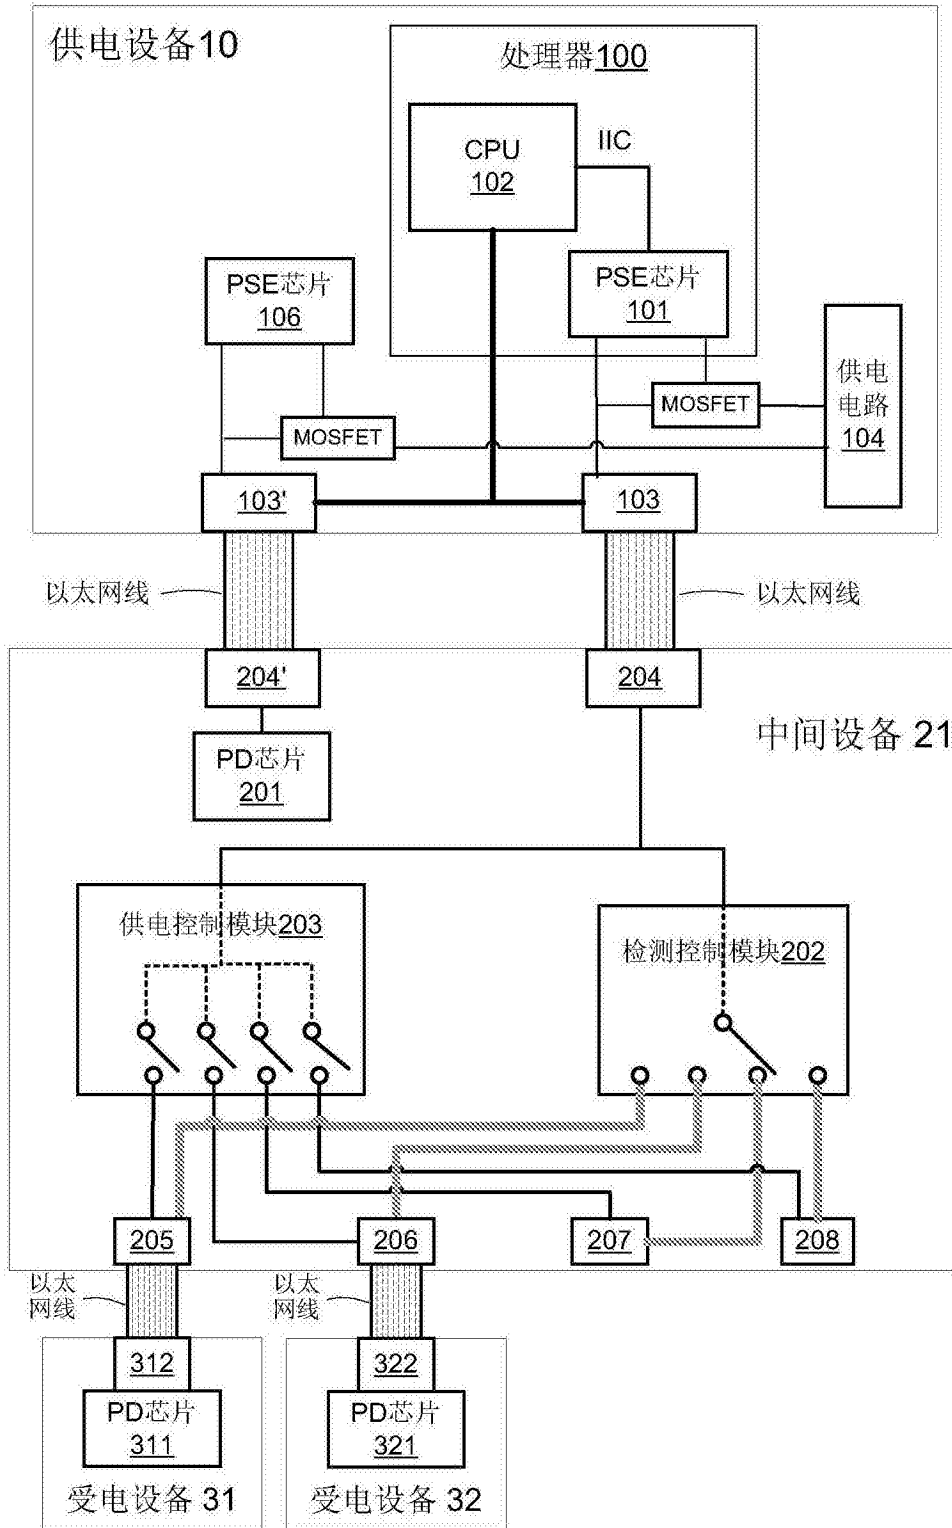 供电设备10
处理器100
CPU
102
IIC
PSE芯片
106
PSE芯片
101
供电
电路
104
MOSFET
MOSFET
103'
103
以太网线
以太网线
204'
204
中间设备 21
PD芯片
201
供电控制模块203
检测控制模块202
205
206
207
208
以太
网线
以太
网线
312
322
PD芯片
311
PD芯片
321
受电设备 31
受电设备 32